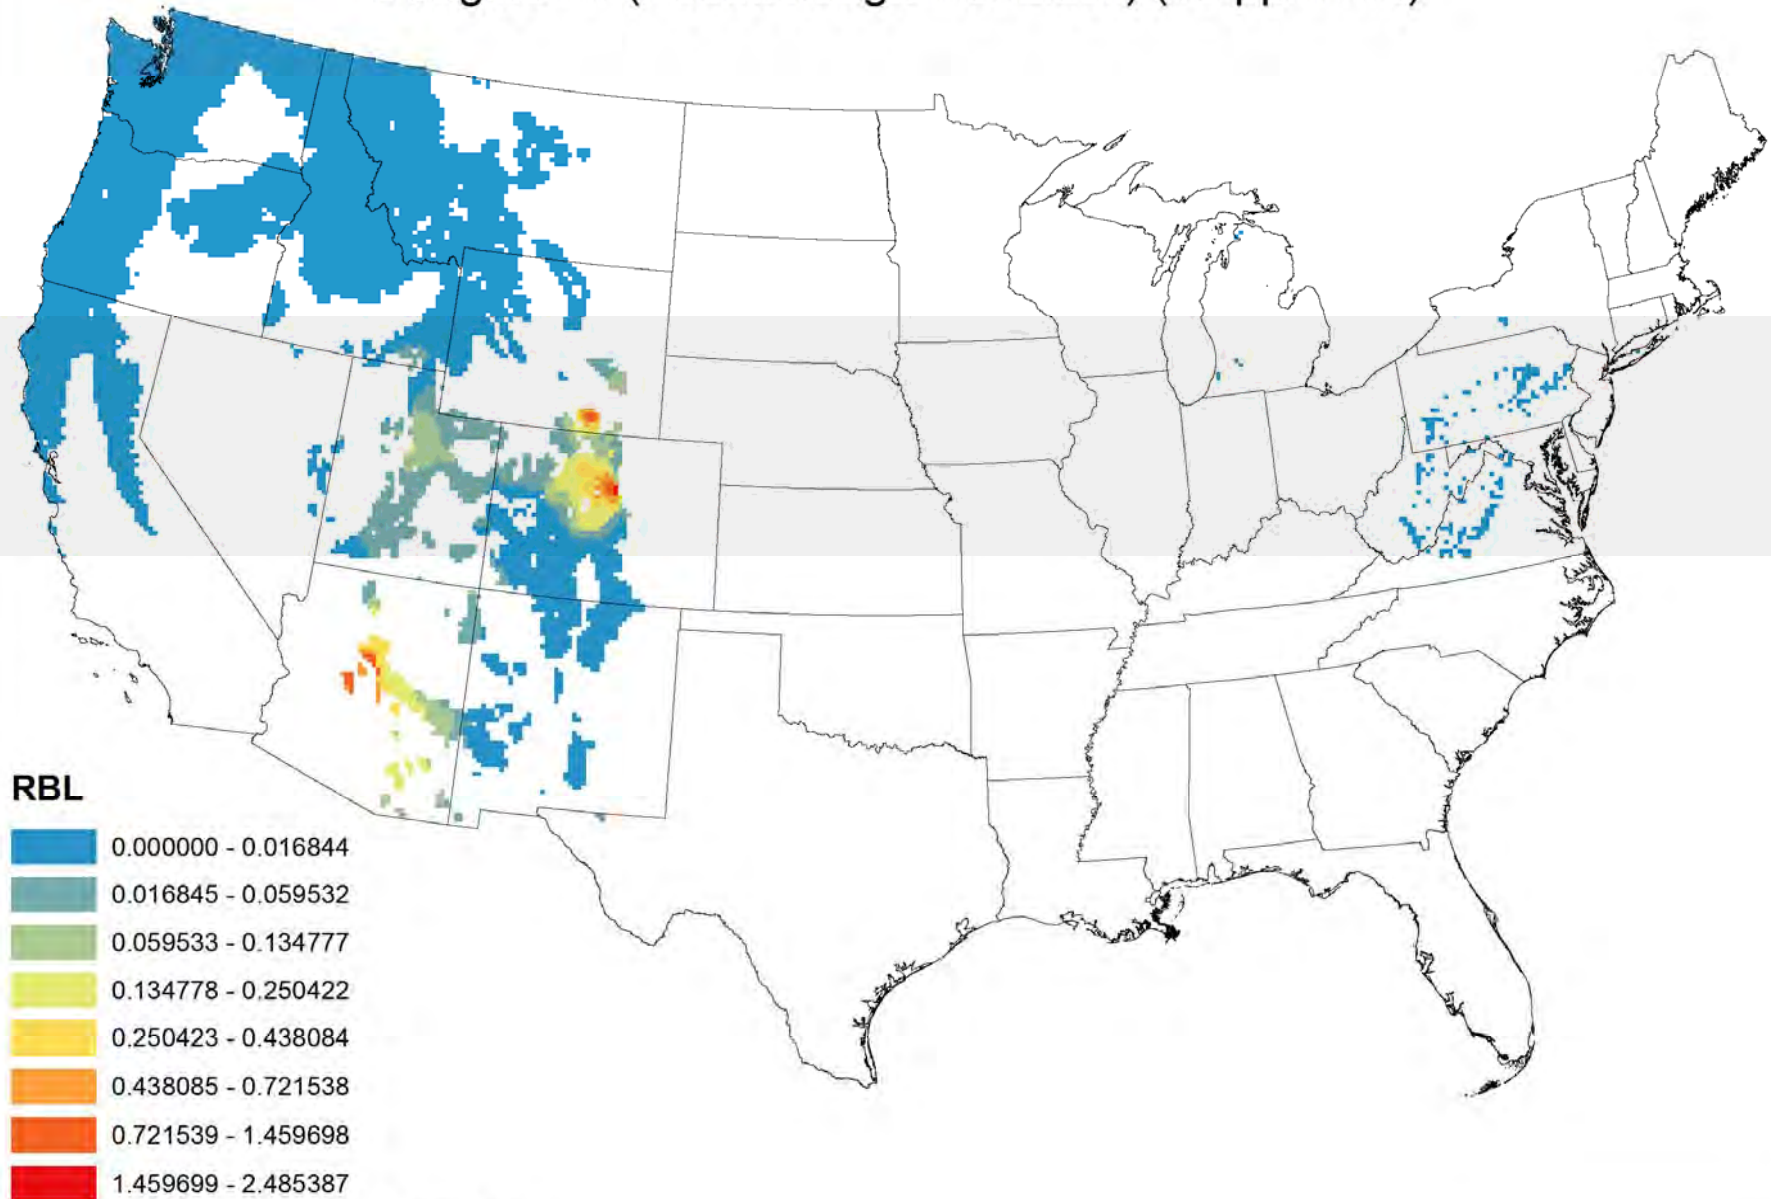 RBL
0.000000 - 0.016844
0.016845 - 0.059532
0.059533 - 0.134777
0.134778 - 0.250422
0.250423 - 0.438084
0.438085 - 0.721538
0.721539 - 1.459698
1.459699 - 2.485387